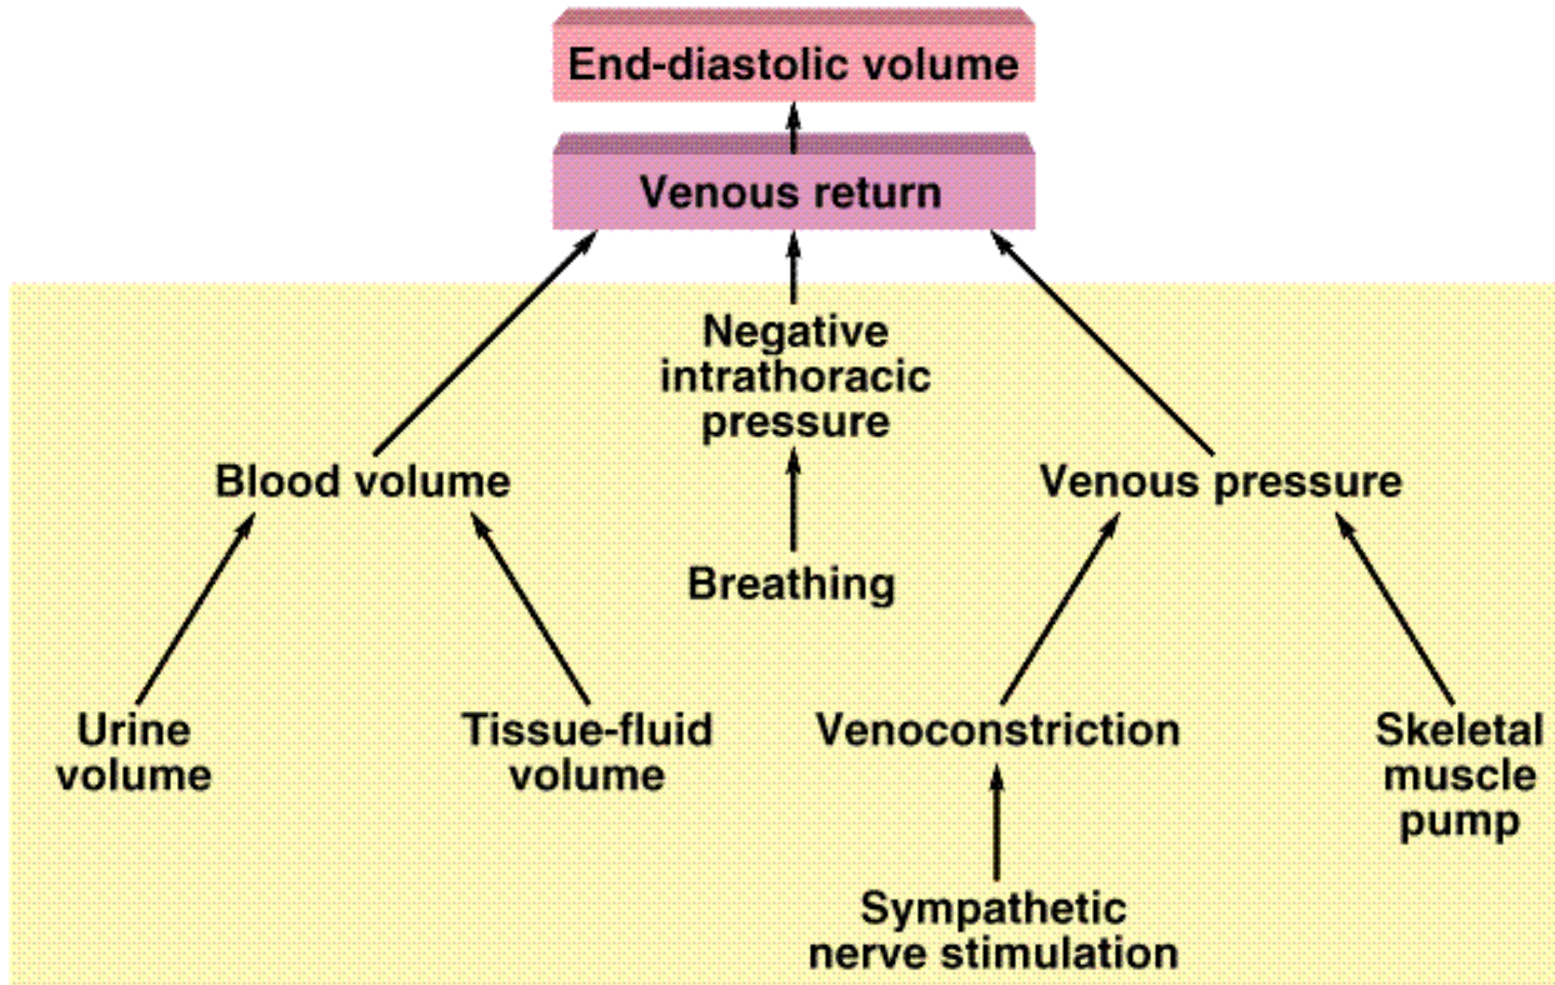 End-diastolic volume
Venous return
Negative
intrathoracic
pressure
Blood volume
Venous pressure
Breathing
Urine
volume
Tissue-fluid
volume
Venoconstriction
Skeletal
muscle
pump
Sympathetic
nerve stimulation